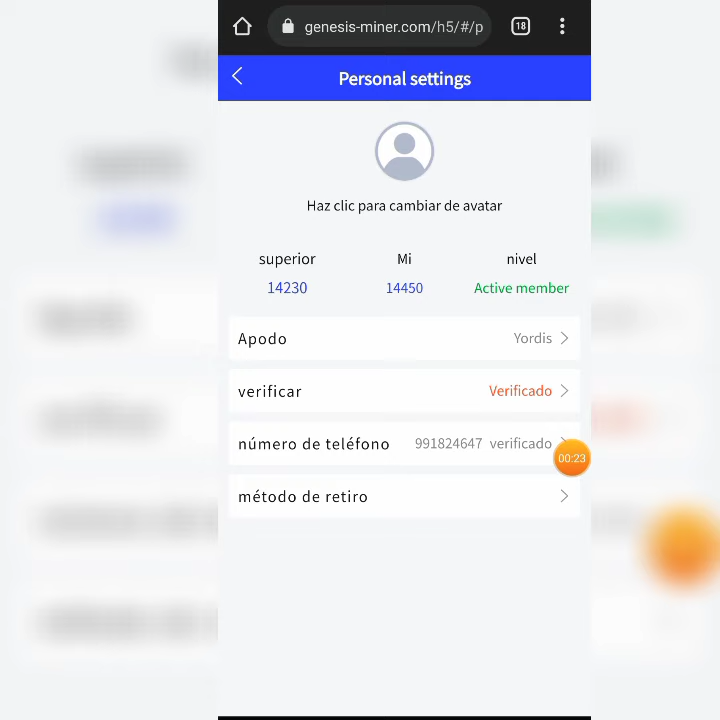 genesis-miner.com/h5/#/p
18
Personal settings
Haz clic para cambiar de avatar
superior Mi nivel
14230 14450 Active member
Apodo Yordis
verificar Verificado
número de teléfono 991824647 verificado
00:23
método de retiro